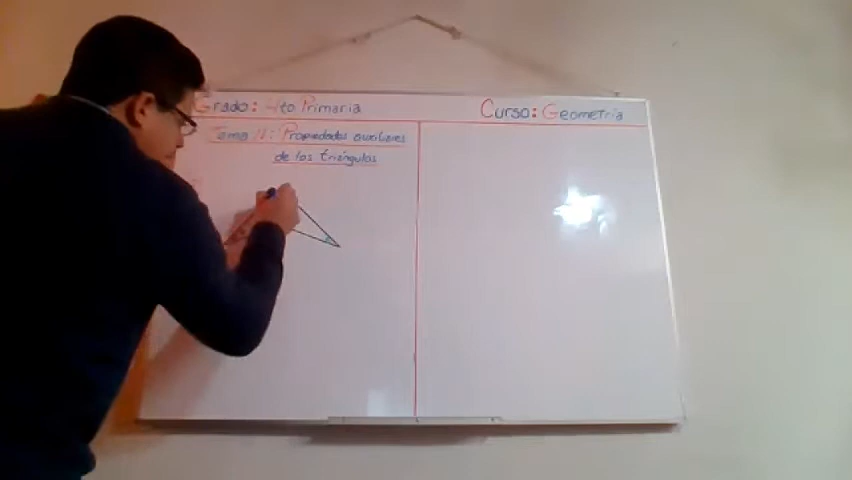 Grado: 4to Primaria
Curso: Geometría
Tema 11: Propiedades auxiliares
de los triángulos